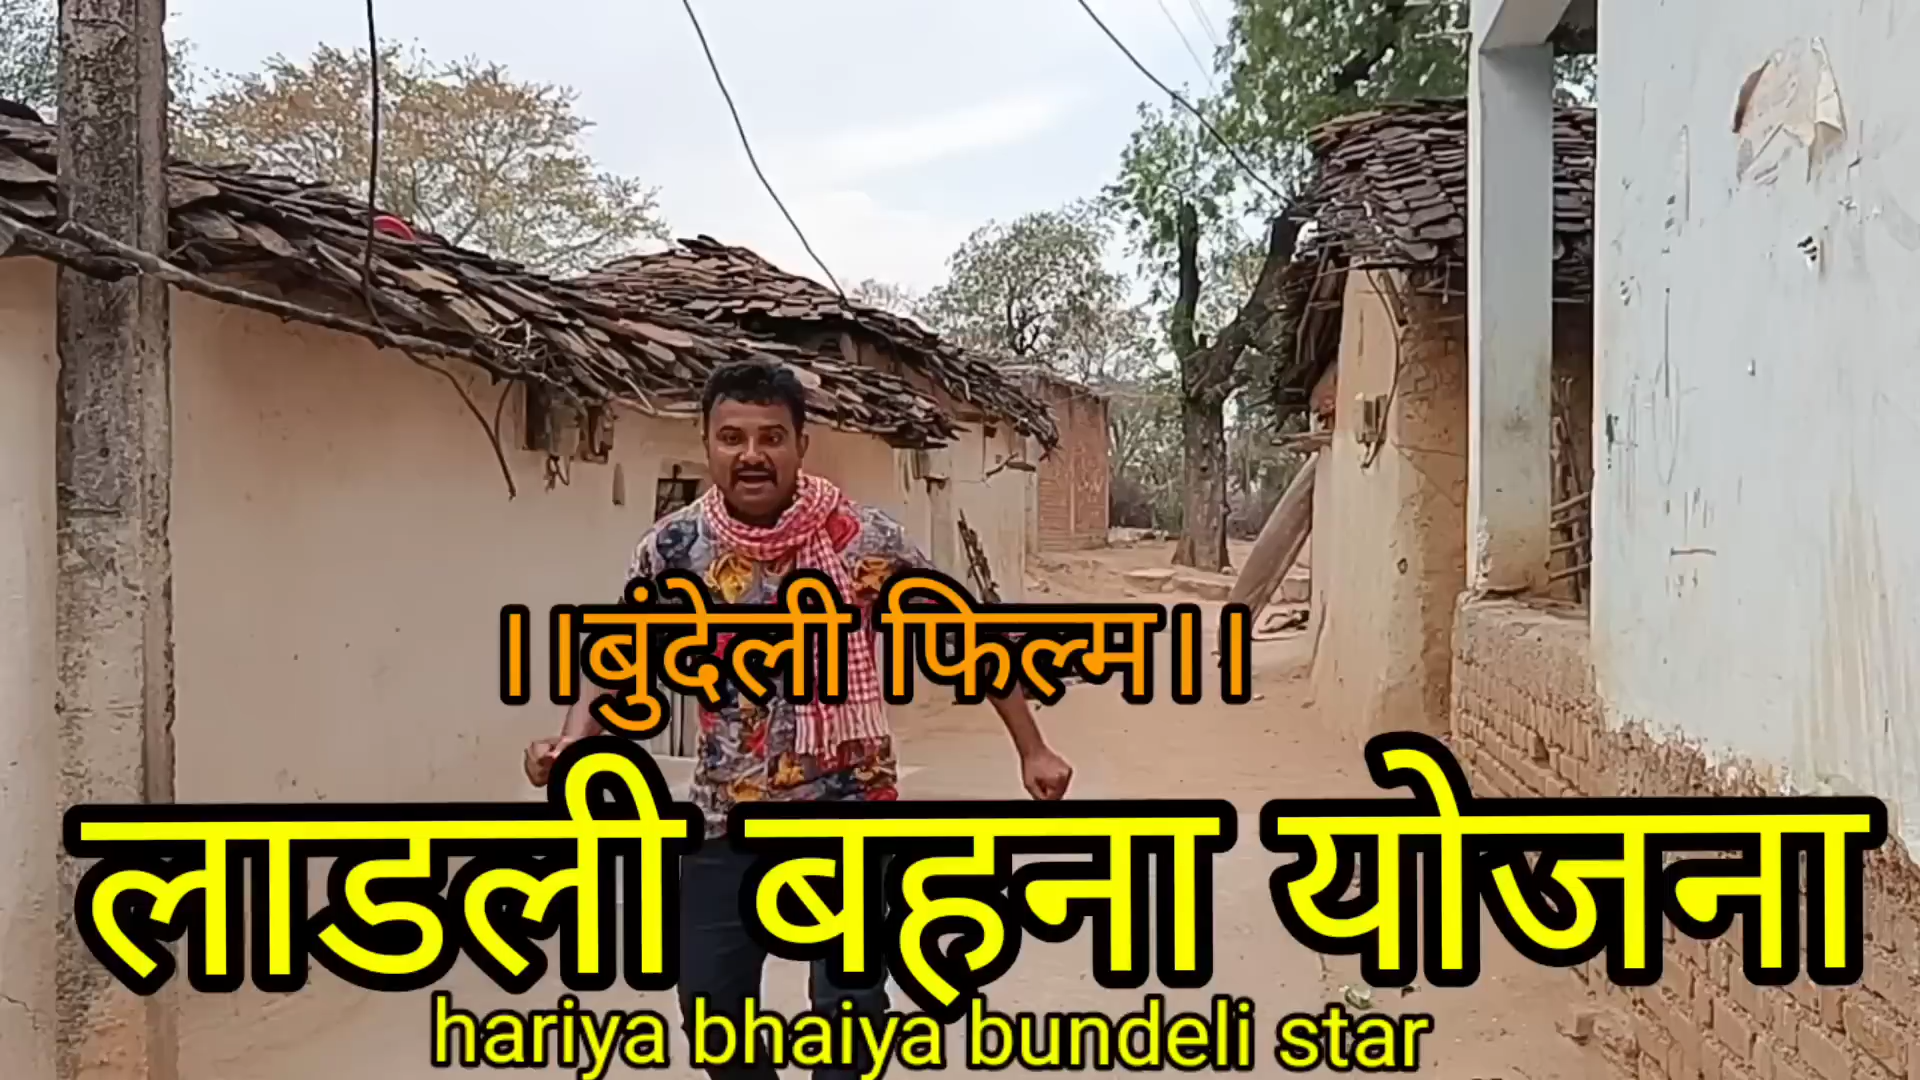 ।।बुंदेली फिल्म।।
लाडली बहना योजना
hariya bhaiya bundeli star